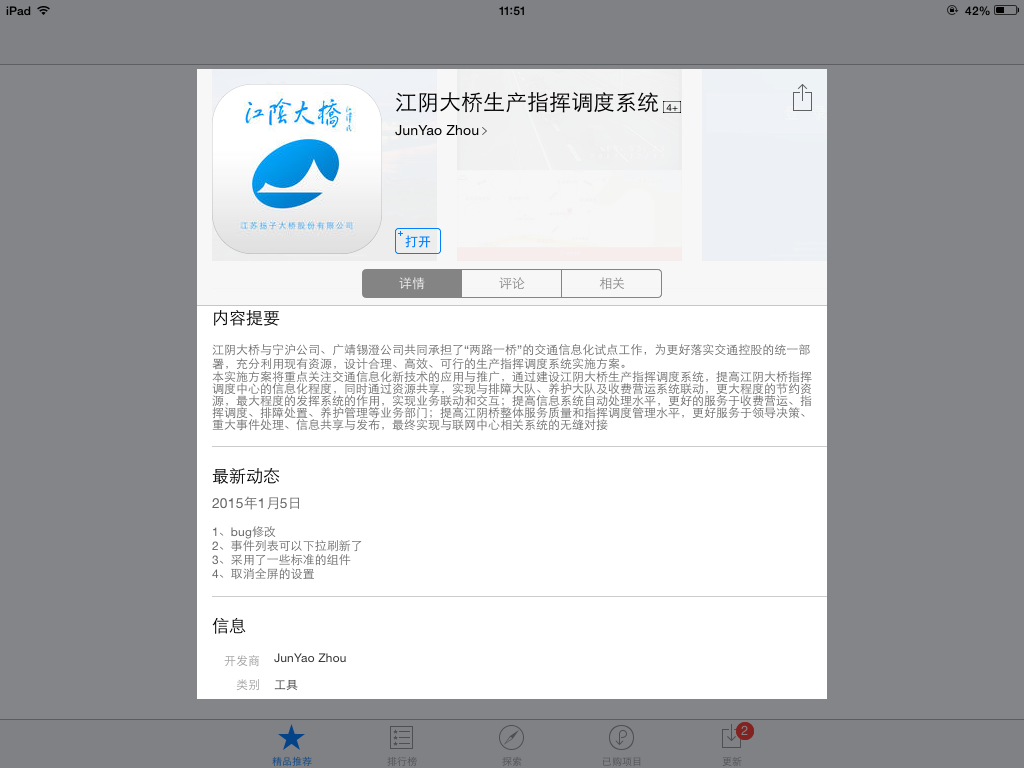 iPad 11:51 42%
江陰大橋
江苏扬子大桥股份有限公司
江阴大桥生产指挥调度系统 4+
JunYao Zhou
打开
详情 评论 相关
内容提要
江阴大桥与宁沪公司、广靖锡澄公司共同承担了“两路一桥”的交通信息化试点工作，为更好落实交通控股的统一部
署，充分利用现有资源，设计合理、高效、可行的生产指挥调度系统实施方案。
本实施方案将重点关注交通信息化新技术的应用与推广，通过建设江阴大桥生产指挥调度系统，提高江阴大桥指挥
调度中心的信息化程度，同时通过资源共享，实现与排障大队、养护大队及收费营运系统联动，更大程度的节约资
源，最大程度的发挥系统的作用，实现业务联动和交互；提高信息系统自动处理水平，更好的服务于收费营运、指
挥调度、排障处置、养护管理等业务部门；提高江阴桥整体服务质量和指挥调度管理水平，更好服务于领导决策、
重大事件处理、信息共享与发布，最终实现与联网中心相关系统的无缝对接
最新动态
2015年1月5日
1、bug修改
2、事件列表可以下拉刷新了
3、采用了一些标准的组件
4、取消全屏的设置
信息
开发商 JunYao Zhou
类别 工具
精品推荐 排行榜 探索 已购项目 更新 2